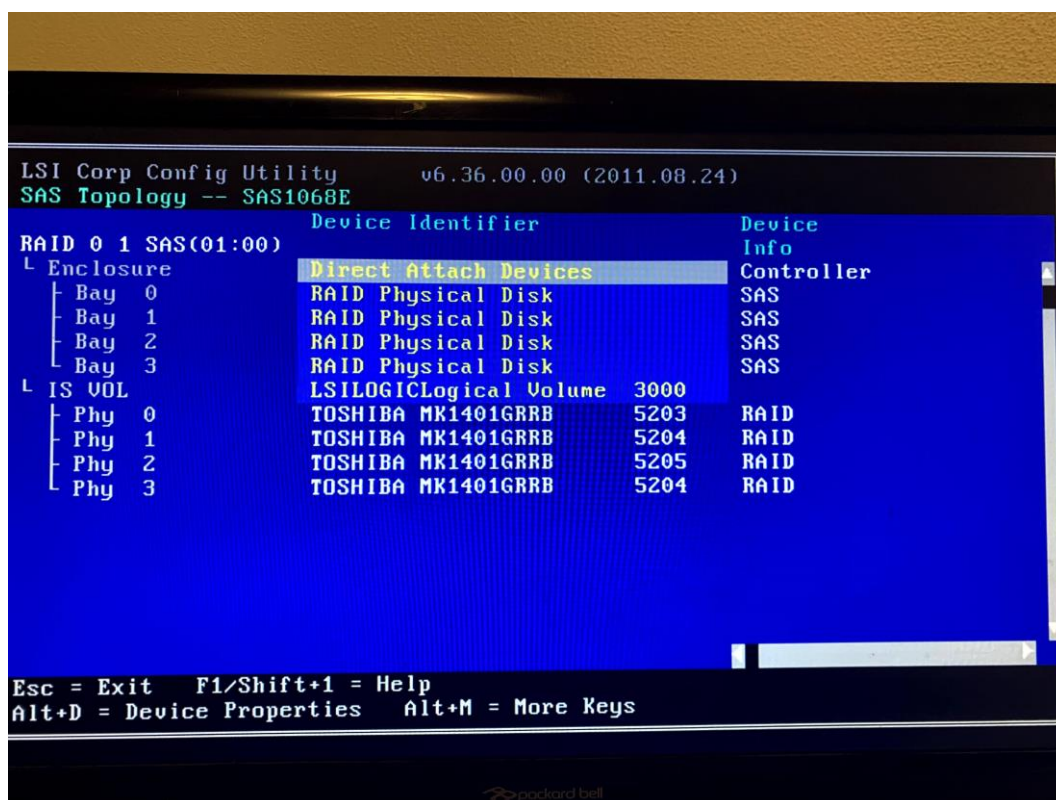 LSI Corp Config Utility v6.36.00.00 (2011.08.24)
SAS Topology -- SAS1068E
Device Identifier Device
RAID 0 1 SAS(01:00) Info
└ Enclosure Direct Attach Devices Controller
├ Bay 0 RAID Physical Disk SAS
├ Bay 1 RAID Physical Disk SAS
├ Bay 2 RAID Physical Disk SAS
└ Bay 3 RAID Physical Disk SAS
└ IS VOL LSILOGICLogical Volume 3000
├ Phy 0 TOSHIBA MK1401GRRB 5203 RAID
├ Phy 1 TOSHIBA MK1401GRRB 5204 RAID
├ Phy 2 TOSHIBA MK1401GRRB 5205 RAID
└ Phy 3 TOSHIBA MK1401GRRB 5204 RAID
Esc = Exit F1/Shift+1 = Help
Alt+D = Device Properties Alt+M = More Keys
packard bell